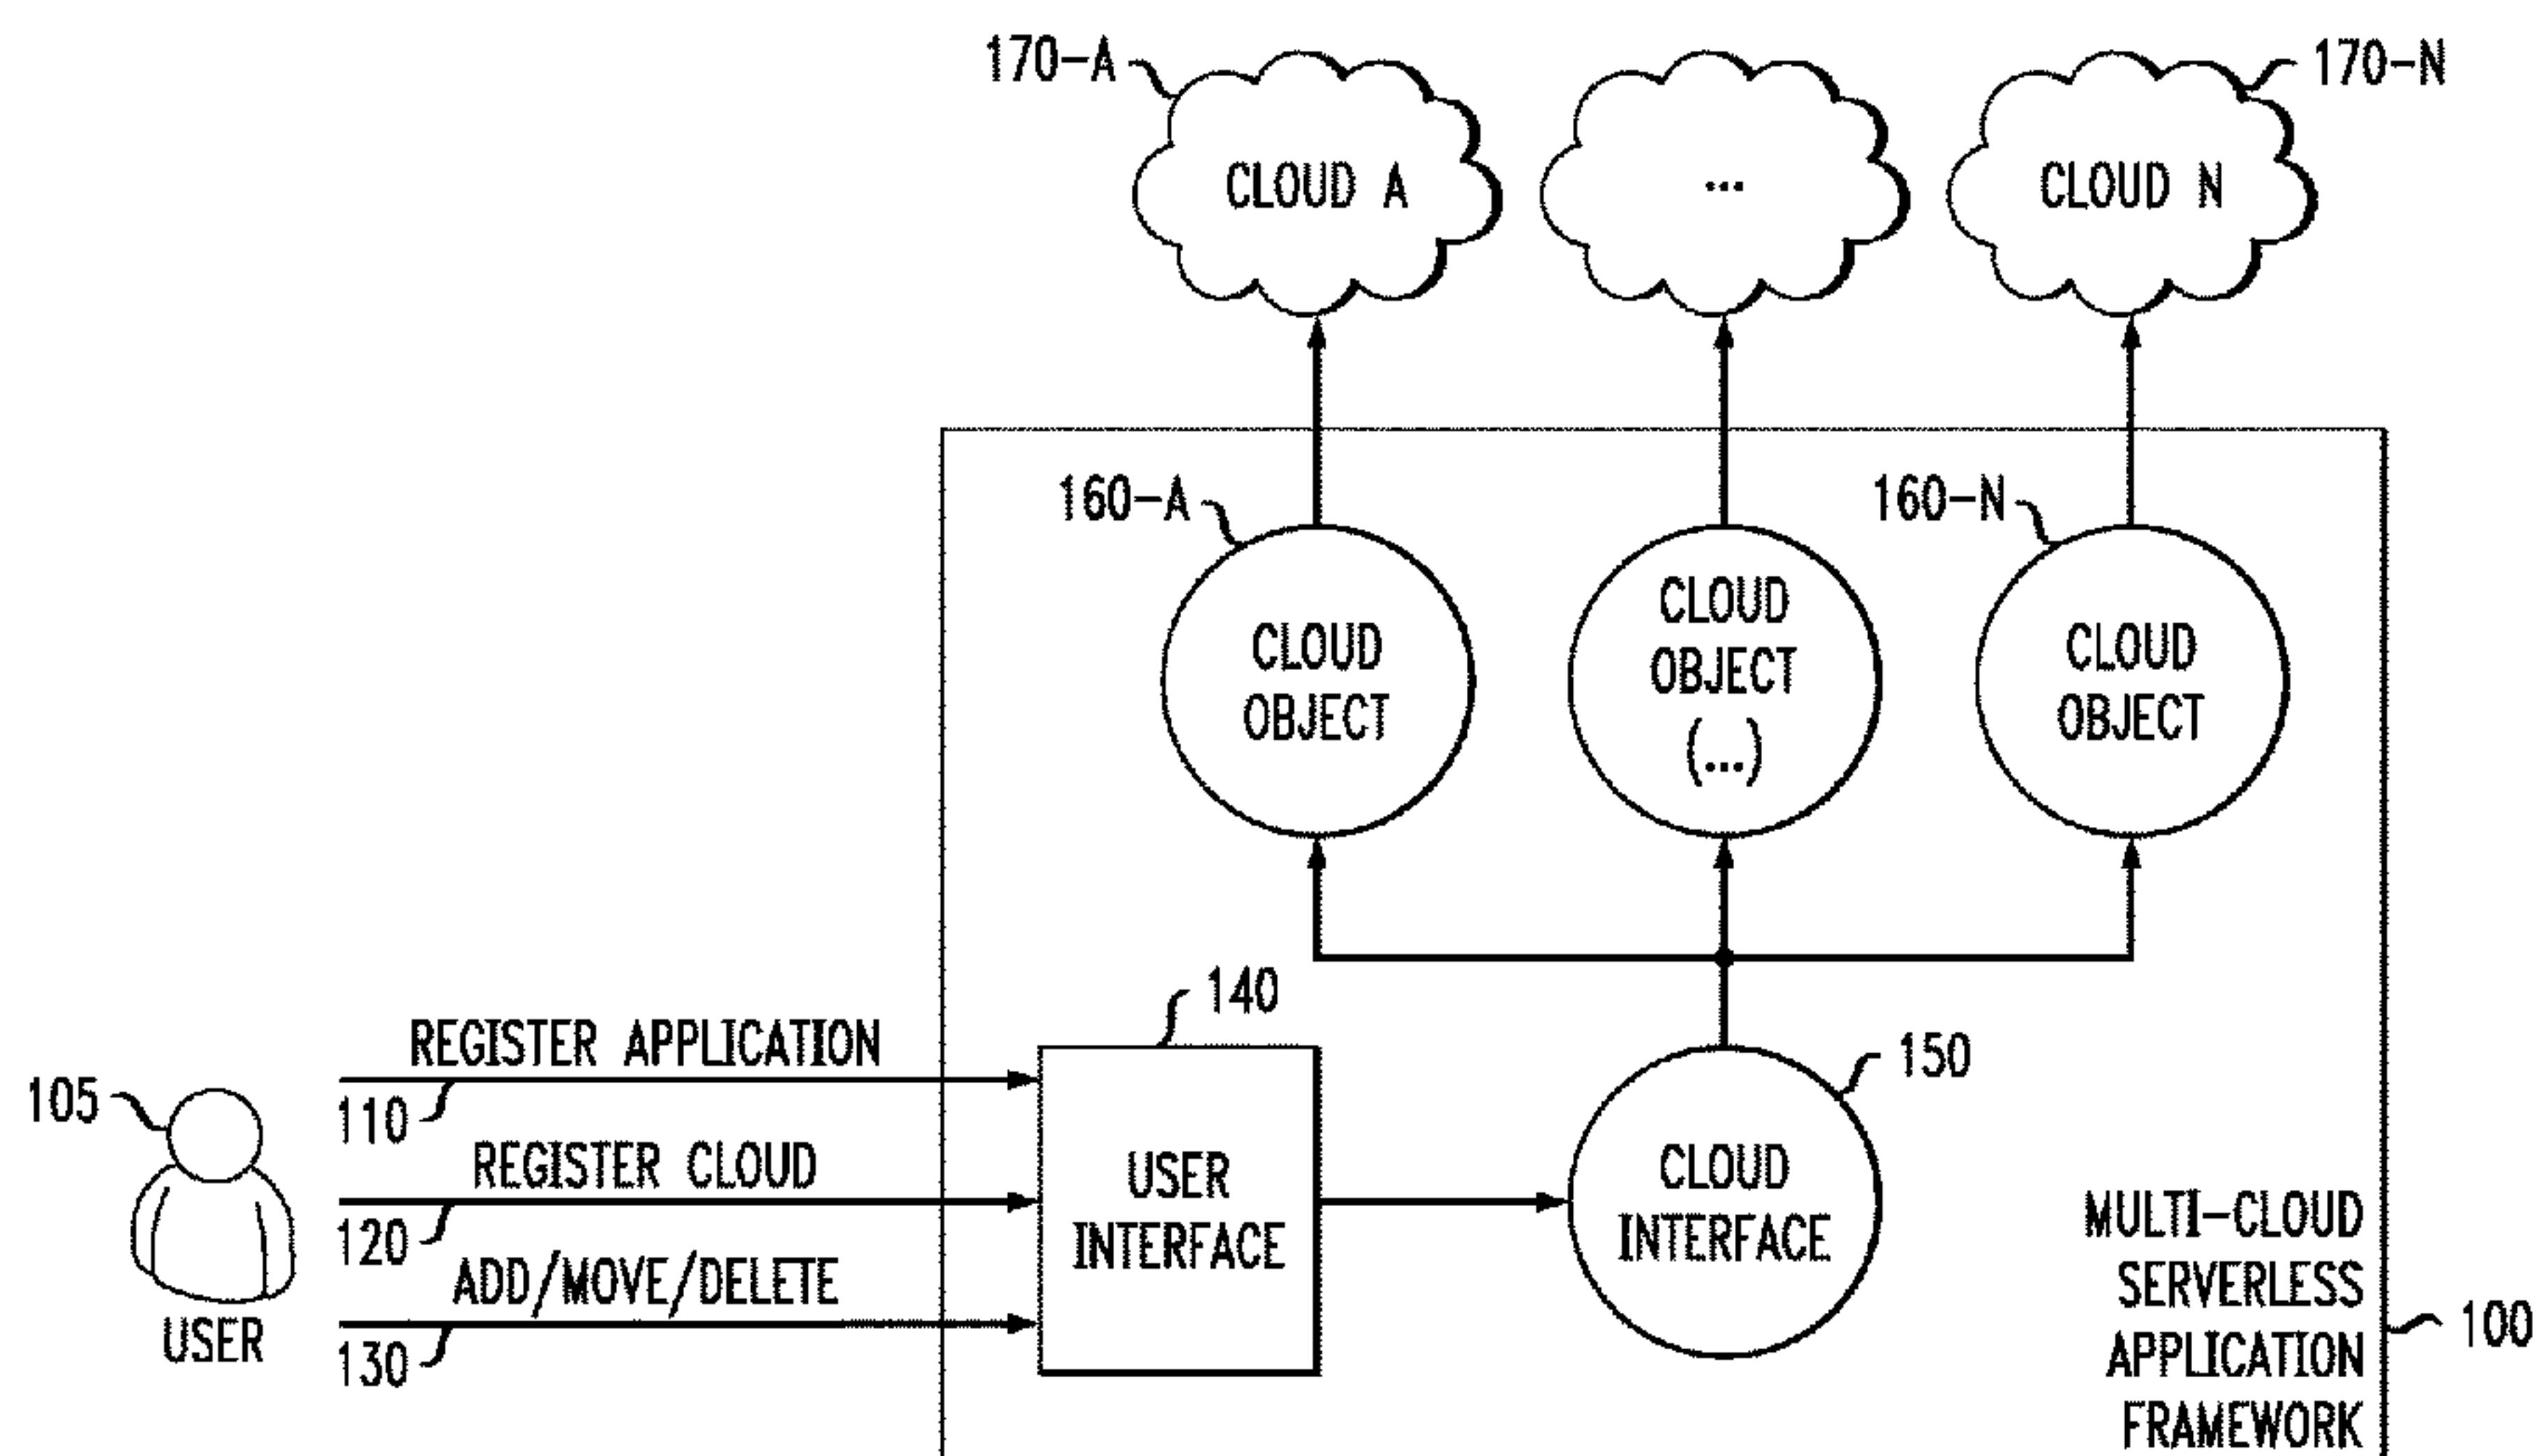 170-A
170-N
CLOUD A
...
CLOUD N
160-A
160-N
CLOUD
OBJECT
CLOUD
OBJECT
(...)
CLOUD
OBJECT
140
REGISTER APPLICATION
150
105
110
REGISTER CLOUD
120
ADD/MOVE/DELETE
130
USER
USER
INTERFACE
CLOUD
INTERFACE
MULTI-CLOUD
SERVERLESS
APPLICATION
FRAMEWORK
100